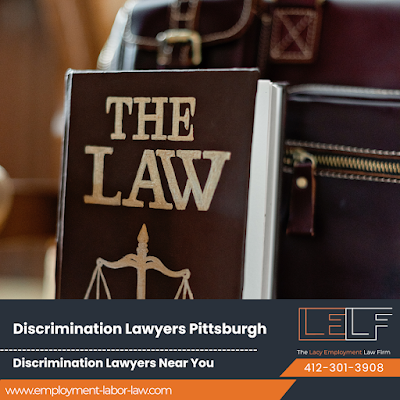 THE
LAW
Discrimination Lawyers Pittsburgh
Discrimination Lawyers Near You
LELF
The Lacy Employment Law Firm
412-301-3908
www.employment-labor-law.com